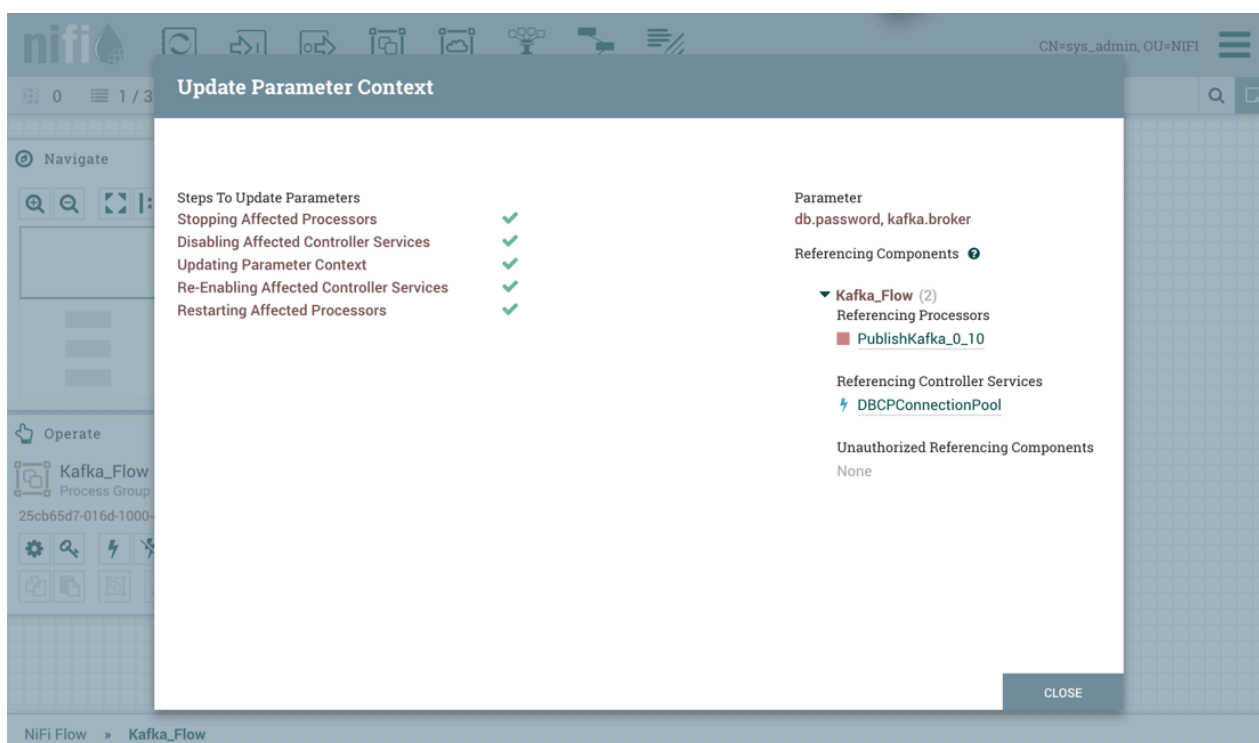 nifi
CN=sys_admin, OU=NIFI
0
1 / 3
Update Parameter Context
Navigate
Operate
Kafka_Flow
Process Group
25cb65d7-016d-1000-
Steps To Update Parameters
Stopping Affected Processors
Disabling Affected Controller Services
Updating Parameter Context
Re-Enabling Affected Controller Services
Restarting Affected Processors
Parameter
db.password, kafka.broker
Referencing Components
Kafka_Flow (2)
Referencing Processors
PublishKafka_0_10
Referencing Controller Services
DBCPConnectionPool
Unauthorized Referencing Components
None
CLOSE
NiFi Flow » Kafka_Flow